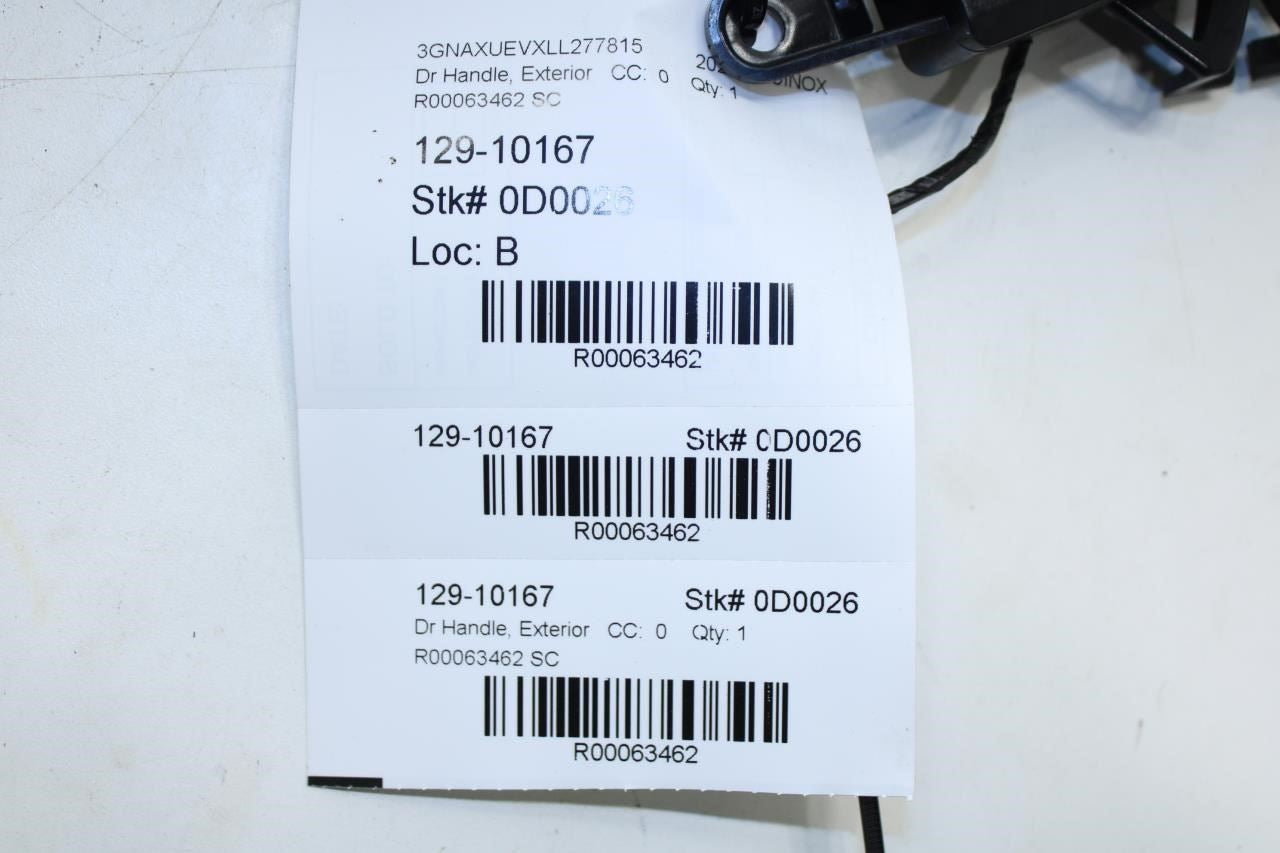 3GNAXUEVXLL277815
Dr Handle, Exterior CC: 0 Qty: 1
R00063462 SC
129-10167
Stk# 0D0026
Loc: B
R00063462
129-10167 Stk# 0D0026
R00063462
129-10167 Stk# 0D0026
Dr Handle, Exterior CC: 0 Qty: 1
R00063462 SC
R00063462